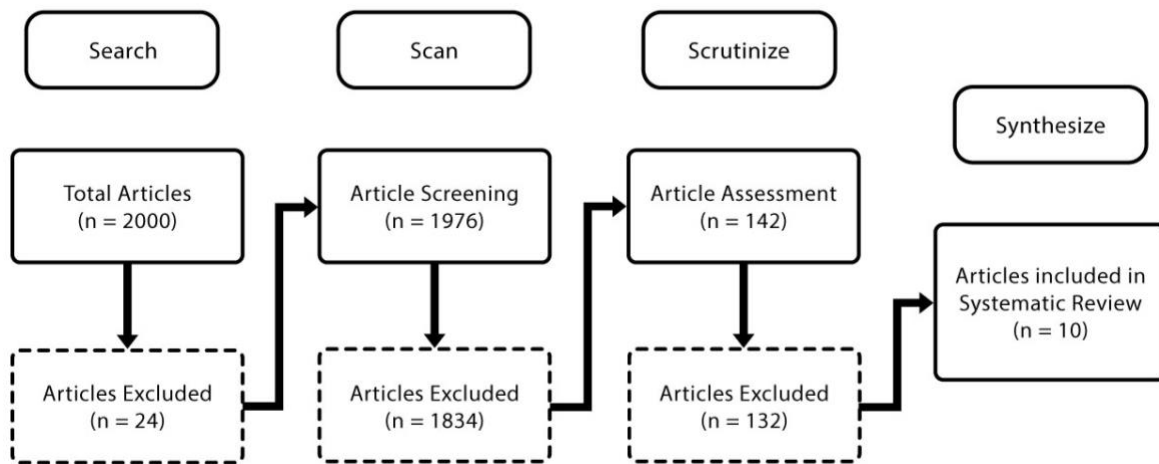 Search
Scan
Scrutinize
Synthesize
Total Articles
(n = 2000)
Article Screening
(n = 1976)
Article Assessment
(n = 142)
Articles included in
Systematic Review
(n = 10)
Articles Excluded
(n = 24)
Articles Excluded
(n = 1834)
Articles Excluded
(n = 132)